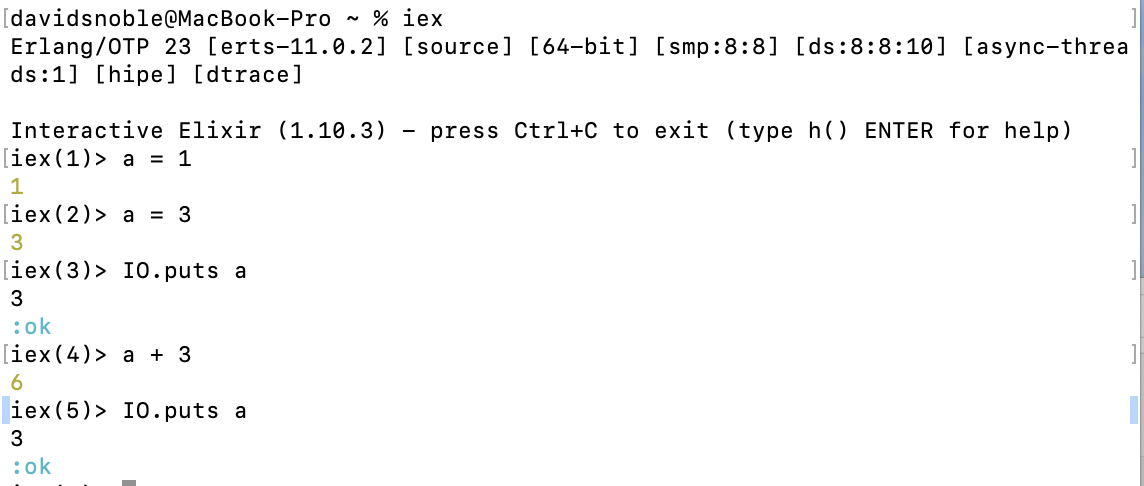 [davidsnoble@MacBook-Pro ~ % iex ]
Erlang/OTP 23 [erts-11.0.2] [source] [64-bit] [smp:8:8] [ds:8:8:10] [async-threa
ds:1] [hipe] [dtrace]
Interactive Elixir (1.10.3) - press Ctrl+C to exit (type h() ENTER for help)
[iex(1)> a = 1 ]
1
[iex(2)> a = 3 ]
3
[iex(3)> IO.puts a ]
3
:ok
[iex(4)> a + 3 ]
6
iex(5)> IO.puts a
3
:ok